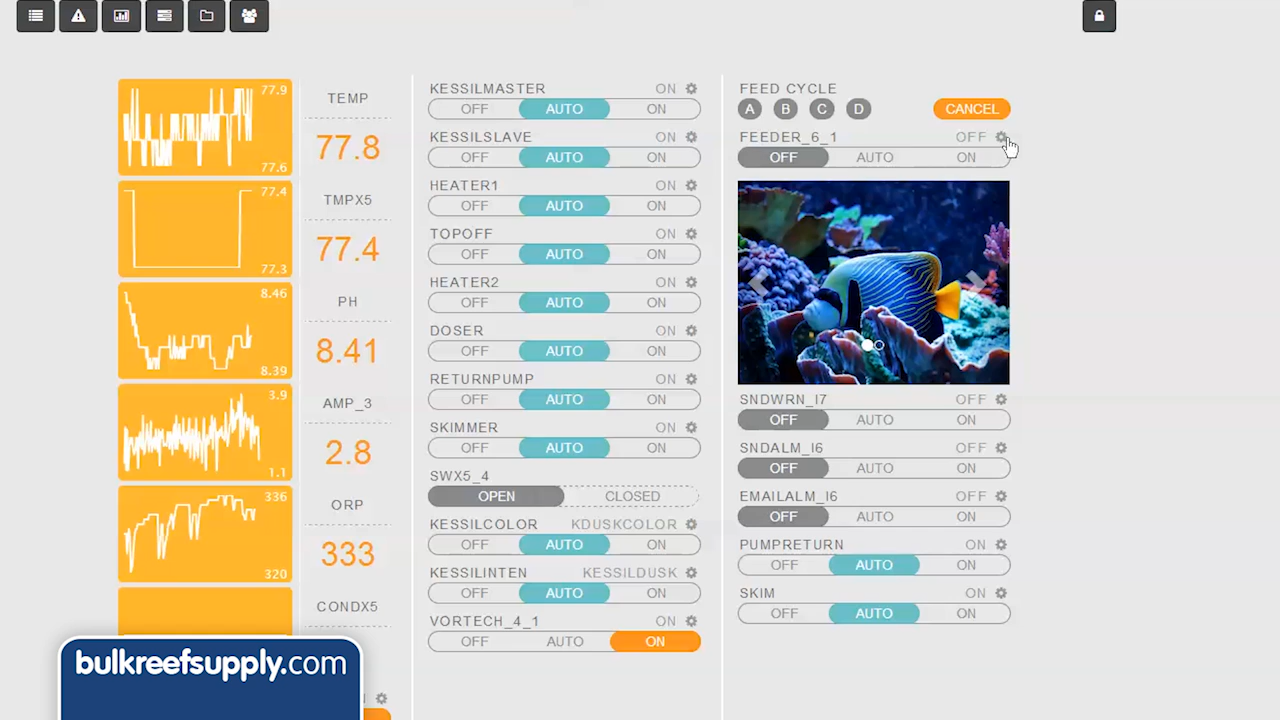 77.9
77.6
TEMP
77.8
77.4
77.3
TMPX5
77.4
8.46
8.39
PH
8.41
3.9
1.1
AMP_3
2.8
336
320
ORP
333
CONDX5
KESSILMASTER ON
OFF AUTO ON
KESSILSLAVE ON
OFF AUTO ON
HEATER1 ON
OFF AUTO ON
TOPOFF ON
OFF AUTO ON
HEATER2 ON
OFF AUTO ON
DOSER ON
OFF AUTO ON
RETURNPUMP ON
OFF AUTO ON
SKIMMER ON
OFF AUTO ON
SWX5_4
OPEN CLOSED
KESSILCOLOR KDUSKCOLOR
OFF AUTO ON
KESSILINTEN KESSILDUSK
OFF AUTO ON
VORTECH_4_1 ON
OFF AUTO ON
FEED CYCLE
A B C D CANCEL
FEEDER_6_1 OFF
OFF AUTO ON
SNDWRN_I7 OFF
OFF AUTO ON
SNDALM_I6 OFF
OFF AUTO ON
EMAILALM_I6 OFF
OFF AUTO ON
PUMPRETURN ON
OFF AUTO ON
SKIM ON
OFF AUTO ON
bulkreefsupply.com